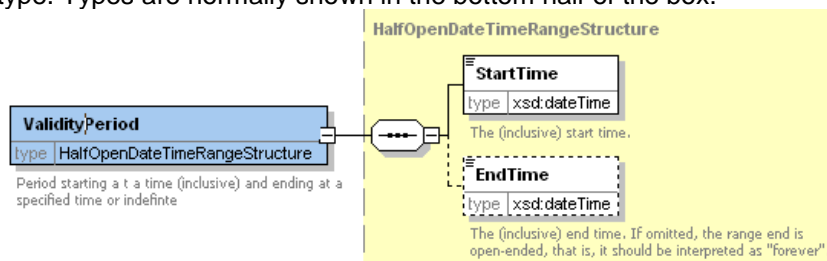 type. Types are normally shown in the bottom half of the box.
HalfOpenDateTimeRangeStructure
StartTime
type xsd:dateTime
The (inclusive) start time.
ValidityPeriod
type HalfOpenDateTimeRangeStructure
Period starting a t a time (inclusive) and ending at a
specified time or indefinte
EndTime
type xsd:dateTime
The (inclusive) end time. If omitted, the range end is
open-ended, that is, it should be interpreted as "forever"